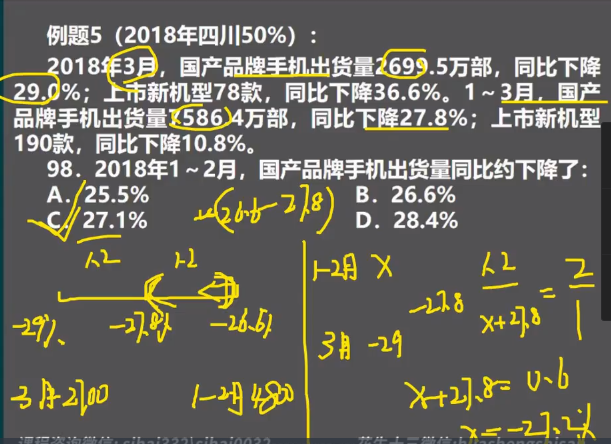 例题5（2018年四川50%）：
2018年3月，国产品牌手机出货量2699.5万部，同比下降
29.0%；上市新机型78款，同比下降36.6%。1～3月，国产
品牌手机出货量7586.4万部，同比下降27.8%；上市新机型
190款，同比下降10.8%。
98．2018年1～2月，国产品牌手机出货量同比约下降了：
A．25.5% (26.6-27.8) B．26.6%
C．27.1% D．28.4%
1.2 1.2
-29% -27.8% -26.6%
3月 2700 1-2月 4800
1-2月 X
-27.8
3月 -29
1.2/x+27.8 = 2/1
x+27.8=0.6
x=-27.2%